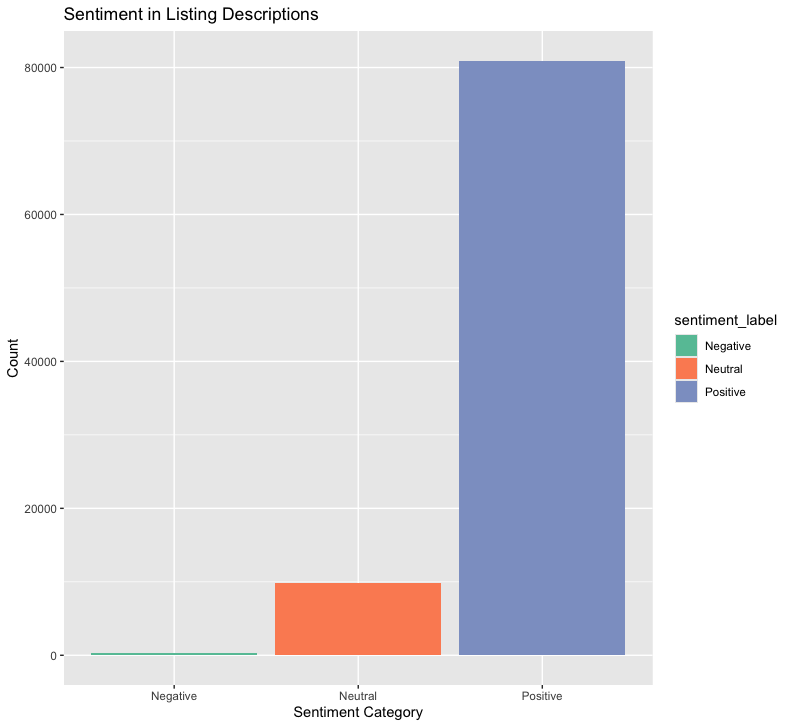 Sentiment in Listing Descriptions
80000
60000
40000
20000
0
Count
Negative
Neutral
Positive
Sentiment Category
sentiment_label
Negative
Neutral
Positive